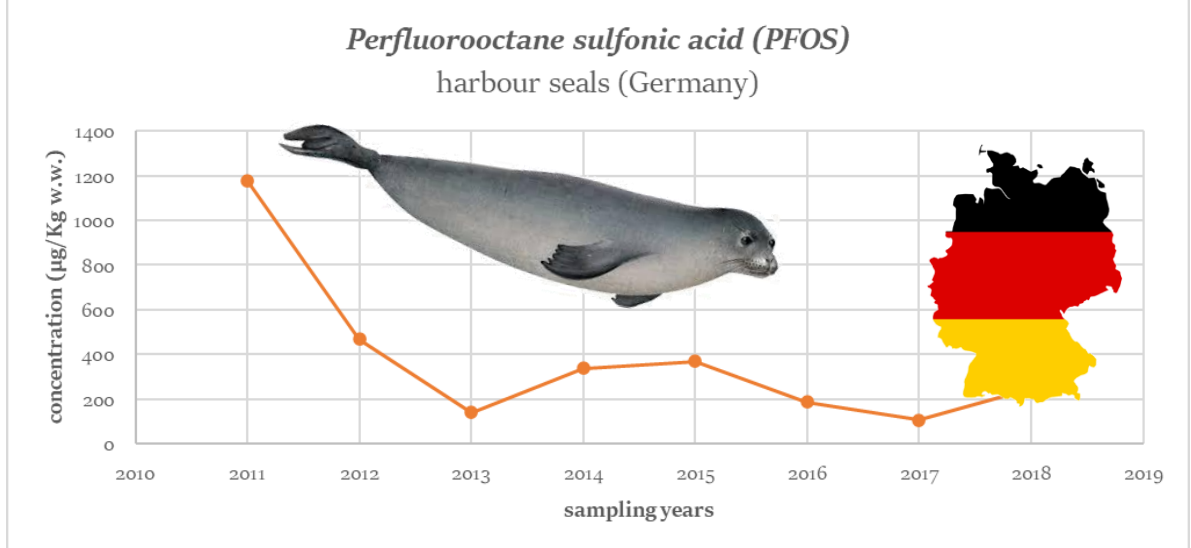 Perfluorooctane sulfonic acid (PFOS)
harbour seals (Germany)
concentration (µg/Kg w.w.)
1400
1200
1000
800
600
400
200
0
2010 2011 2012 2013 2014 2015 2016 2017 2018 2019
sampling years